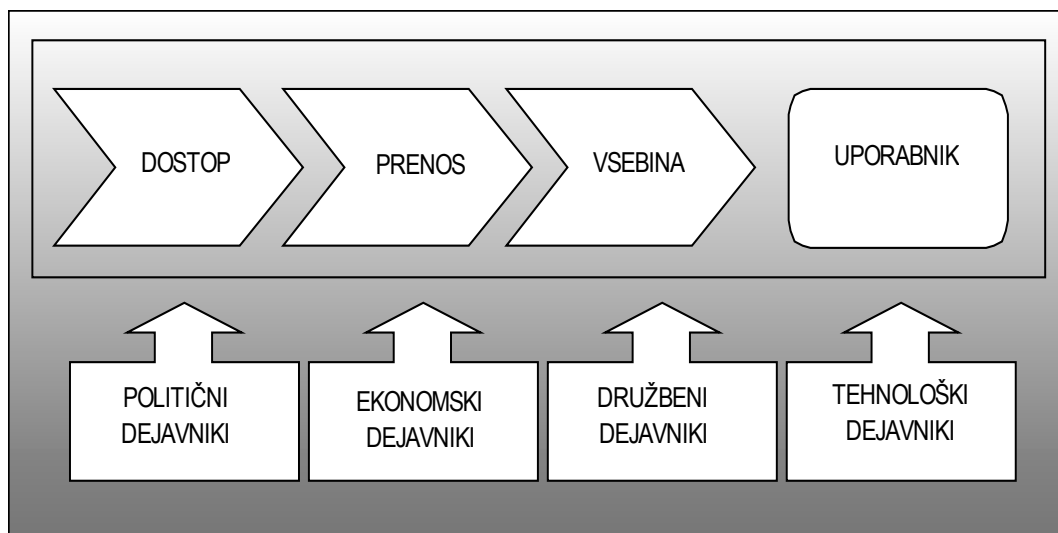 DOSTOP
PRENOS
VSEBINA
UPORABNIK
POLITIČNI
DEJAVNIKI
EKONOMSKI
DEJAVNIKI
DRUŽBENI
DEJAVNIKI
TEHNOLOŠKI
DEJAVNIKI